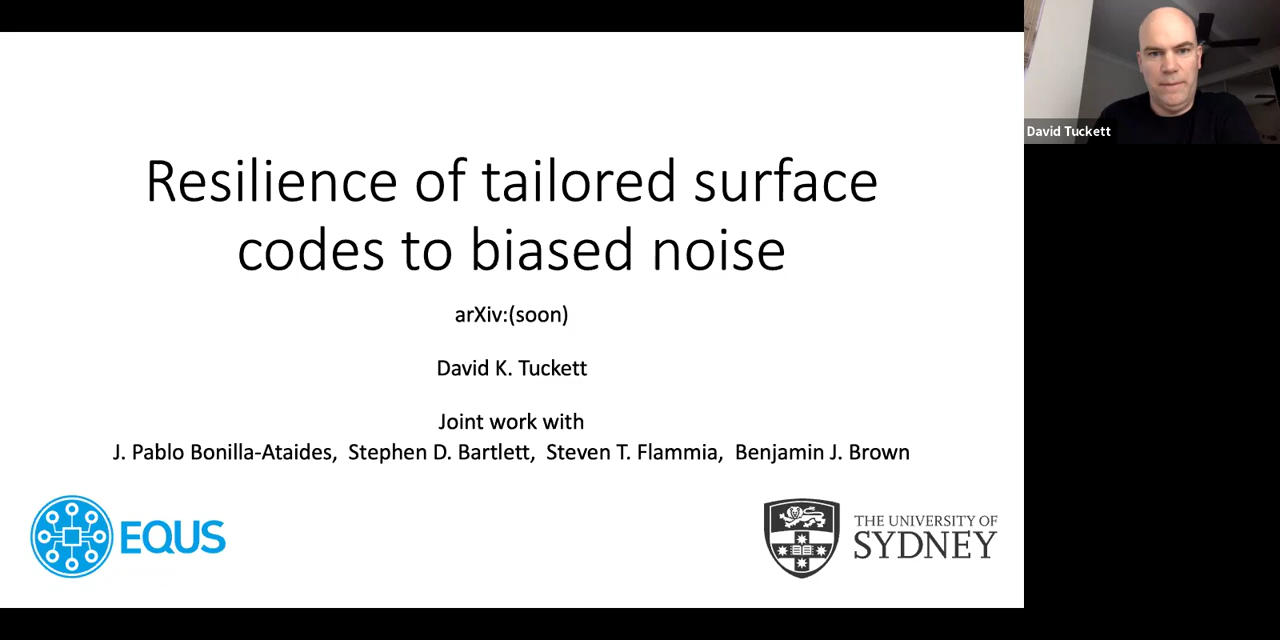 Resilience of tailored surface
codes to biased noise
arXiv:(soon)
David K. Tuckett
Joint work with
J. Pablo Bonilla-Ataides, Stephen D. Bartlett, Steven T. Flammia, Benjamin J. Brown
EQUS
THE UNIVERSITY OF
SYDNEY
David Tuckett